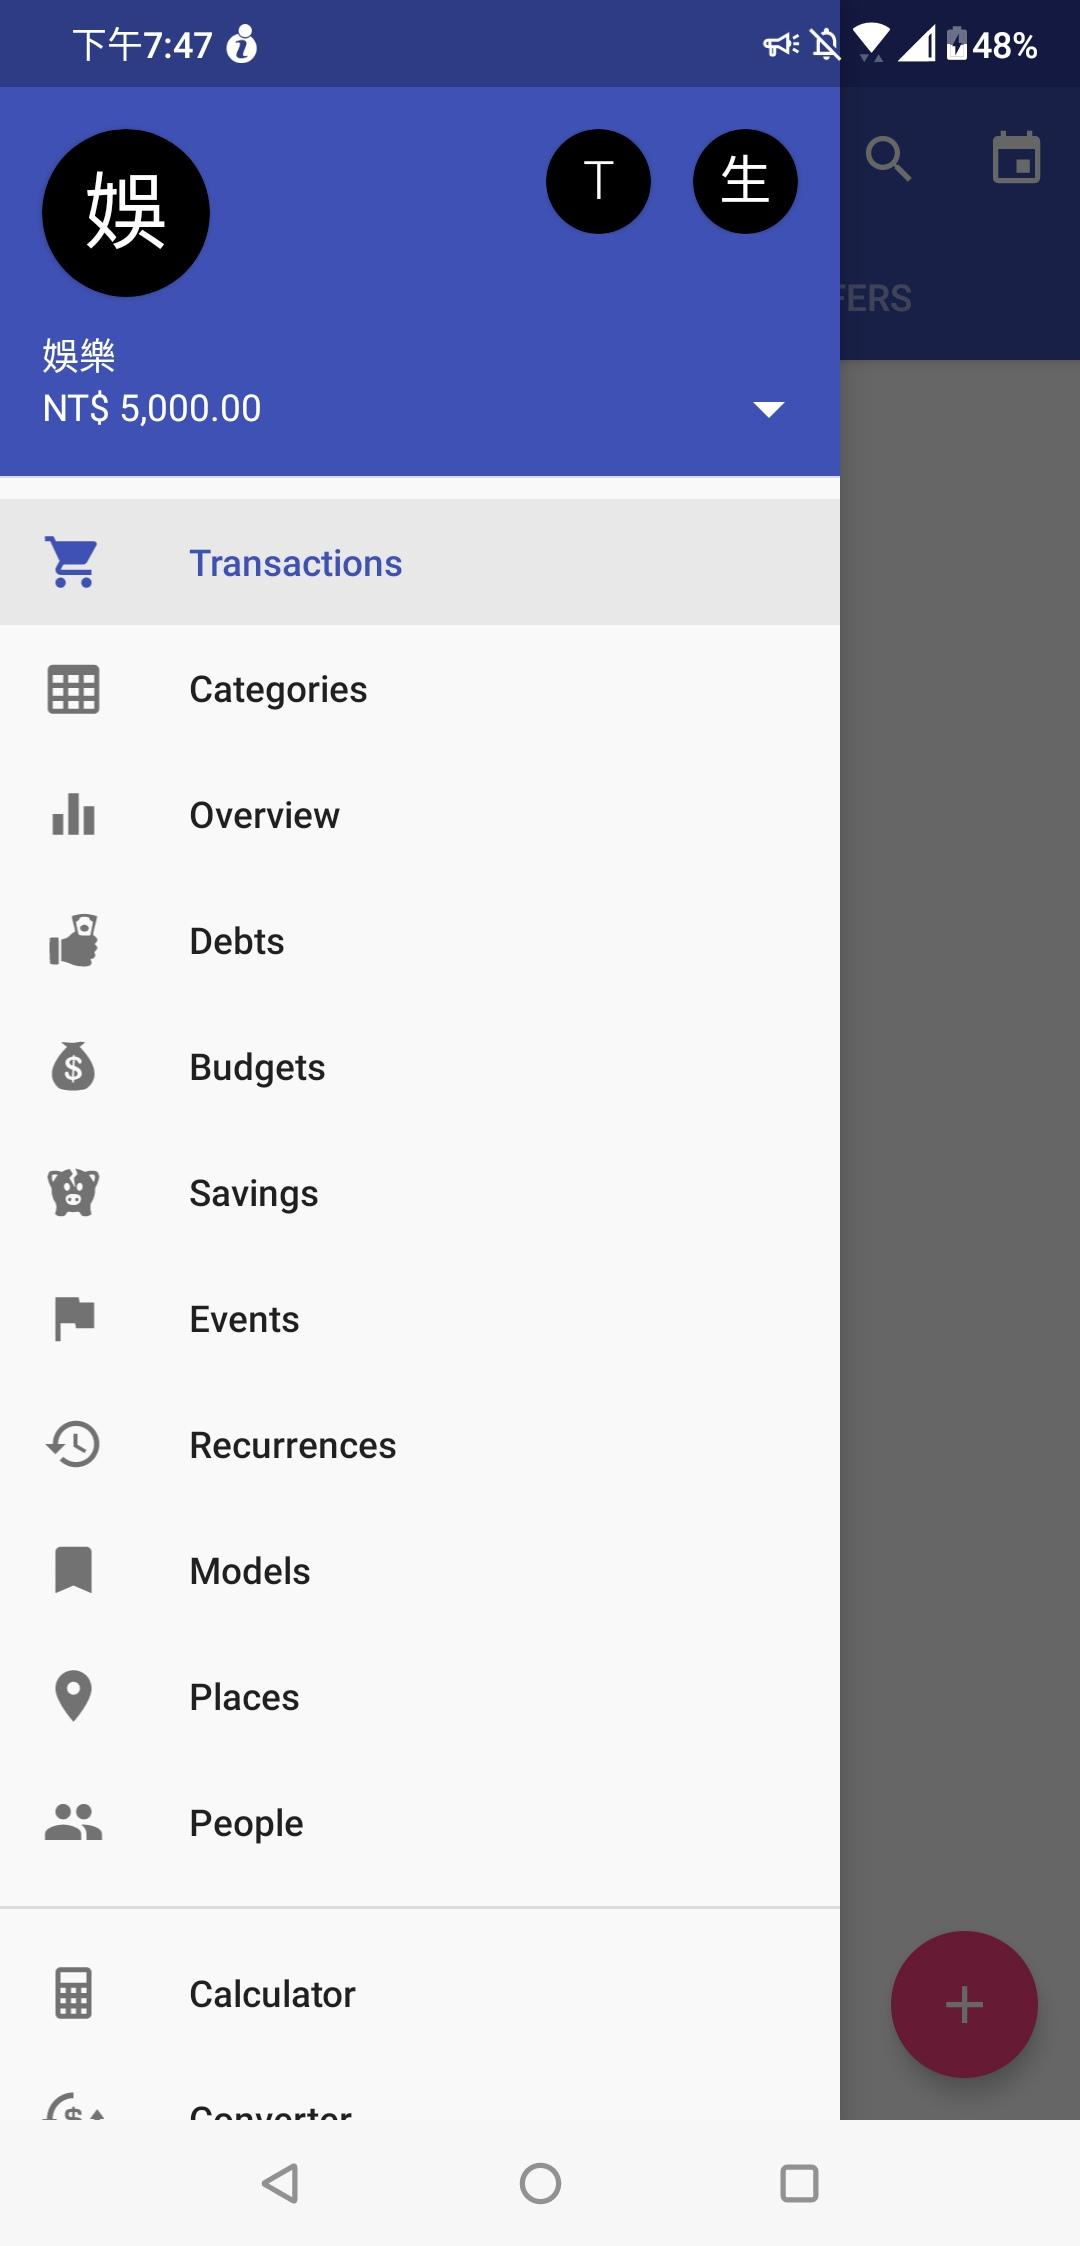 下午7:47 48%
娛 T 生
FERS
娛樂
NT$ 5,000.00
Transactions
Categories
Overview
Debts
Budgets
Savings
Events
Recurrences
Models
Places
People
Calculator
Converter